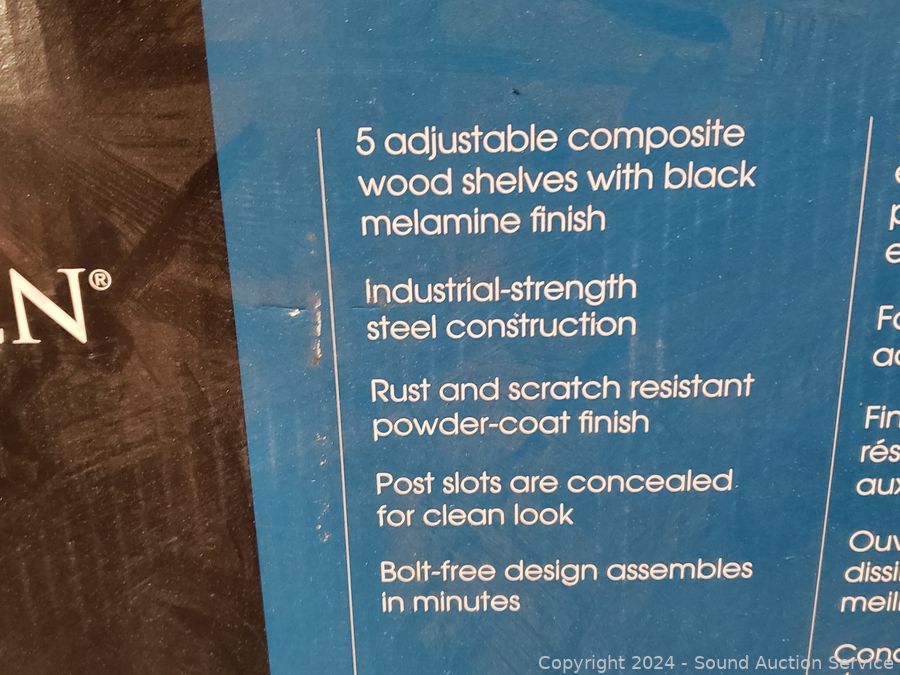 N®
5 adjustable composite
wood shelves with black
melamine finish
Industrial-strength
steel construction
Rust and scratch resistant
powder-coat finish
Post slots are concealed
for clean look
Bolt-free design assembles
in minutes
Copyright 2024 - Sound Auction Service